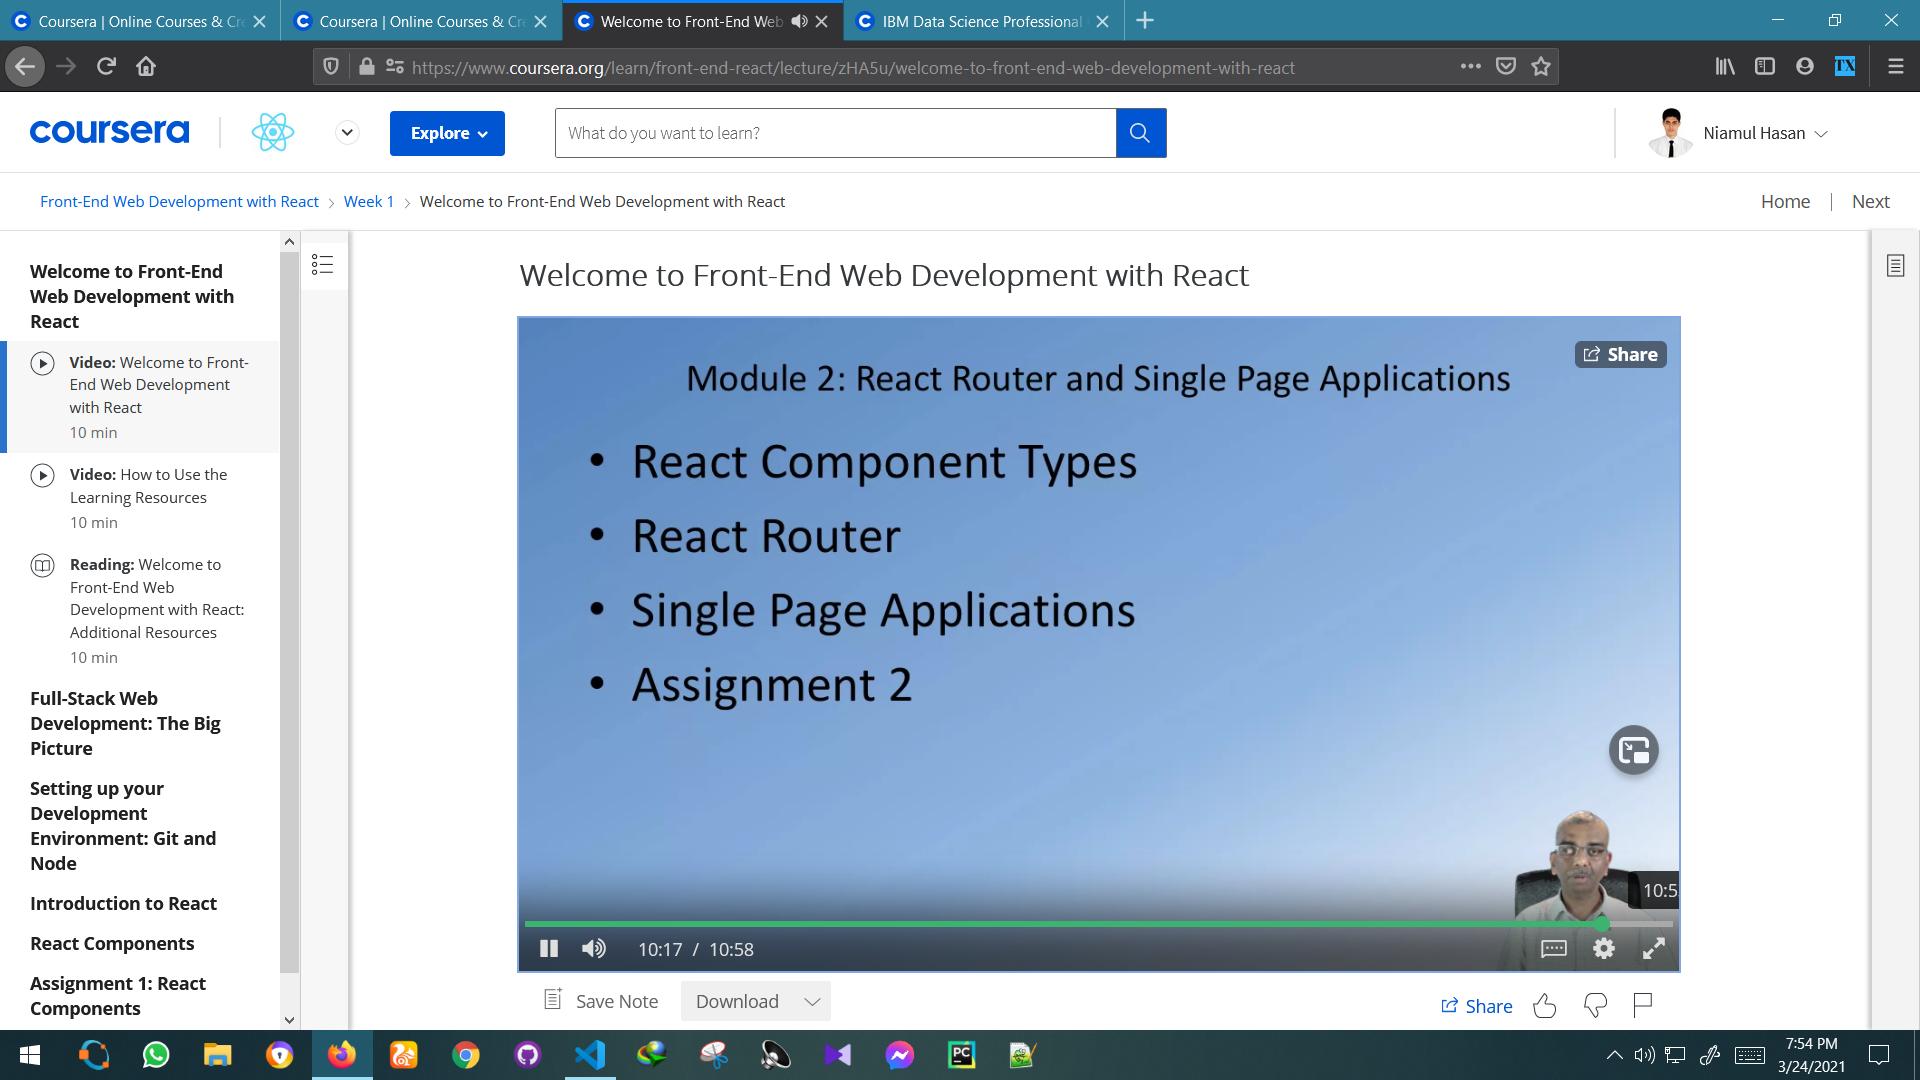 Coursera | Online Courses & Cre
Coursera | Online Courses & Cre
Welcome to Front-End Web
IBM Data Science Professional
https://www.coursera.org/learn/front-end-react/lecture/zHA5u/welcome-to-front-end-web-development-with-react
TX
coursera
Explore
What do you want to learn?
Niamul Hasan
Front-End Web Development with React > Week 1 > Welcome to Front-End Web Development with React
Home | Next
Welcome to Front-End
Web Development with
React
Video: Welcome to Front-
End Web Development
with React
10 min
Video: How to Use the
Learning Resources
10 min
Reading: Welcome to
Front-End Web
Development with React:
Additional Resources
10 min
Full-Stack Web
Development: The Big
Picture
Setting up your
Development
Environment: Git and
Node
Introduction to React
React Components
Assignment 1: React
Components
Welcome to Front-End Web Development with React
Share
Module 2: React Router and Single Page Applications
• React Component Types
• React Router
• Single Page Applications
• Assignment 2
10:5
10:17 / 10:58
Save Note
Download
Share
PC
7:54 PM
3/24/2021